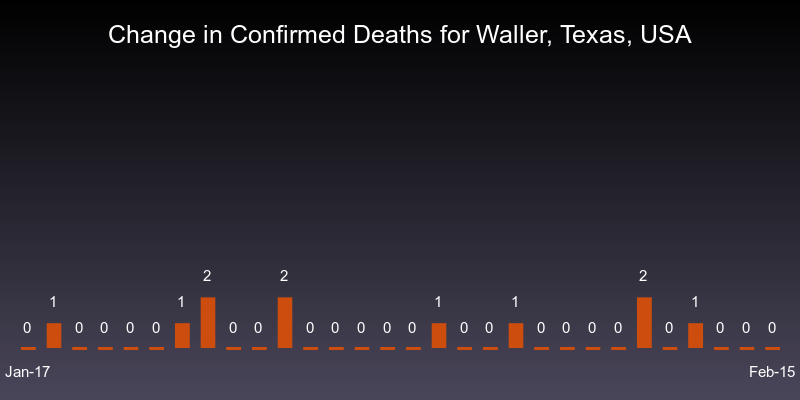 Change in Confirmed Deaths for Waller, Texas, USA
2 2 2
1 1 1 1 1
0 0 0 0 0 0 0 0 0 0 0 0 0 0 0 0 0 0 0 0 0 0
Jan-17 Feb-15